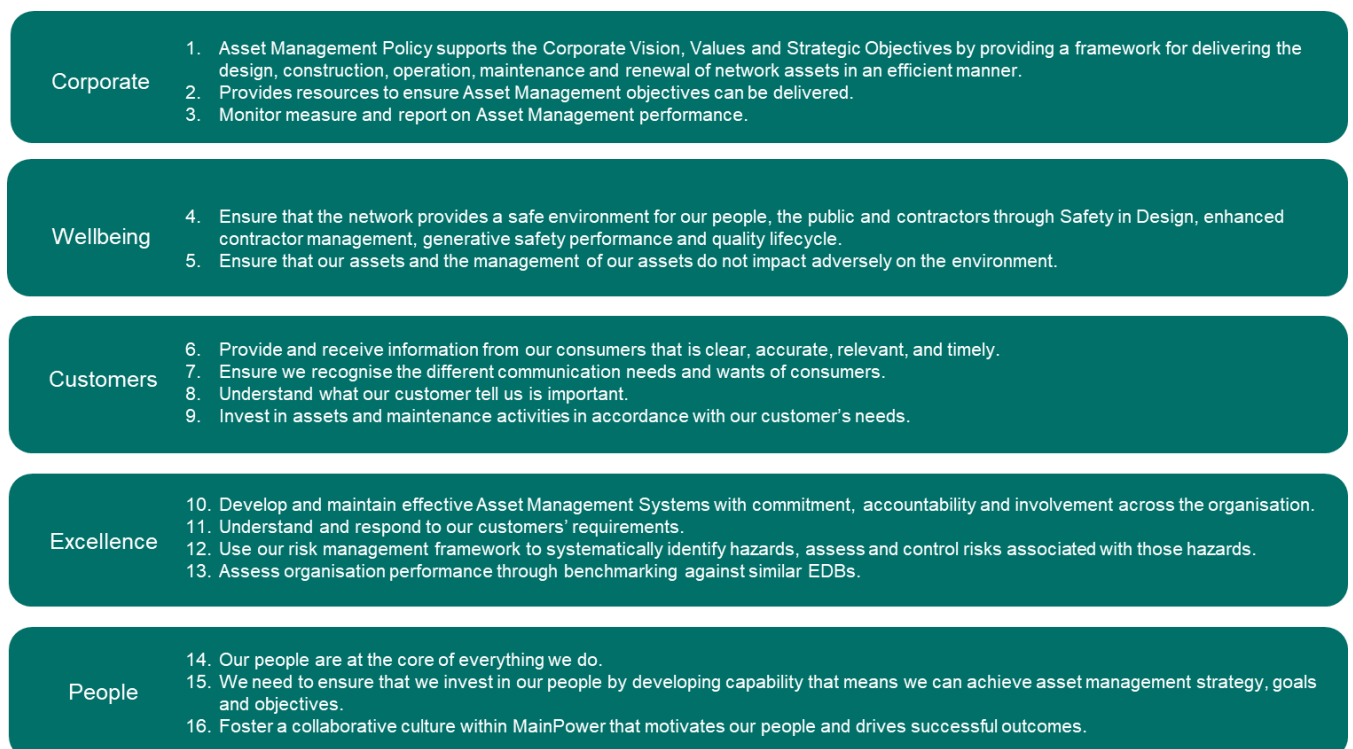 Corporate
1. Asset Management Policy supports the Corporate Vision, Values and Strategic Objectives by providing a framework for delivering the
design, construction, operation, maintenance and renewal of network assets in an efficient manner.
2. Provides resources to ensure Asset Management objectives can be delivered.
3. Monitor measure and report on Asset Management performance.
Wellbeing
4. Ensure that the network provides a safe environment for our people, the public and contractors through Safety in Design, enhanced
contractor management, generative safety performance and quality lifecycle.
5. Ensure that our assets and the management of our assets do not impact adversely on the environment.
Customers
6. Provide and receive information from our consumers that is clear, accurate, relevant, and timely.
7. Ensure we recognise the different communication needs and wants of consumers.
8. Understand what our customer tell us is important.
9. Invest in assets and maintenance activities in accordance with our customer's needs.
Excellence
10. Develop and maintain effective Asset Management Systems with commitment, accountability and involvement across the organisation.
11. Understand and respond to our customers' requirements.
12. Use our risk management framework to systematically identify hazards, assess and control risks associated with those hazards.
13. Assess organisation performance through benchmarking against similar EDBs.
People
14. Our people are at the core of everything we do.
15. We need to ensure that we invest in our people by developing capability that means we can achieve asset management strategy, goals
and objectives.
16. Foster a collaborative culture within MainPower that motivates our people and drives successful outcomes.